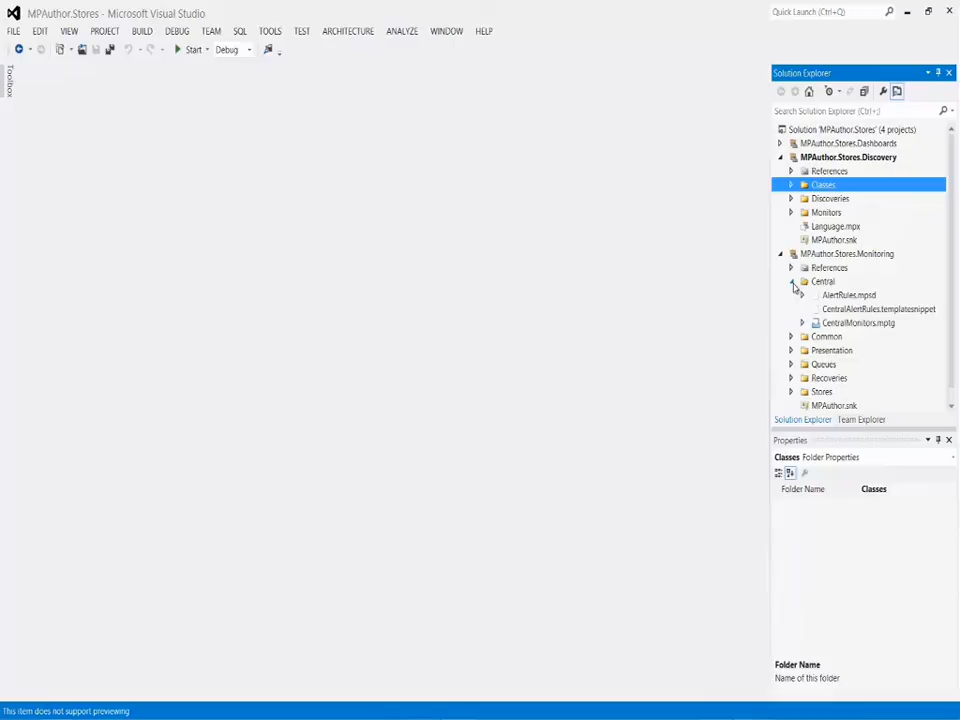 MPAuthor.Stores - Microsoft Visual Studio
Quick Launch (Ctrl+Q)
FILE EDIT VIEW PROJECT BUILD DEBUG TEAM SQL TOOLS TEST ARCHITECTURE ANALYZE WINDOW HELP
Start Debug
Toolbox
Solution Explorer
Search Solution Explorer (Ctrl+;)
Solution 'MPAuthor.Stores' (4 projects)
MPAuthor.Stores.Dashboards
MPAuthor.Stores.Discovery
References
Classes
Discoveries
Monitors
Language.mpx
MPAuthor.snk
MPAuthor.Stores.Monitoring
References
Central
AlertRules.mpsd
CentralAlertRules.templatesnippet
CentralMonitors.mptg
Common
Presentation
Queues
Recoveries
Stores
MPAuthor.snk
Solution Explorer Team Explorer
Properties
Classes Folder Properties
Folder Name Classes
Folder Name
Name of this folder
This item does not support previewing